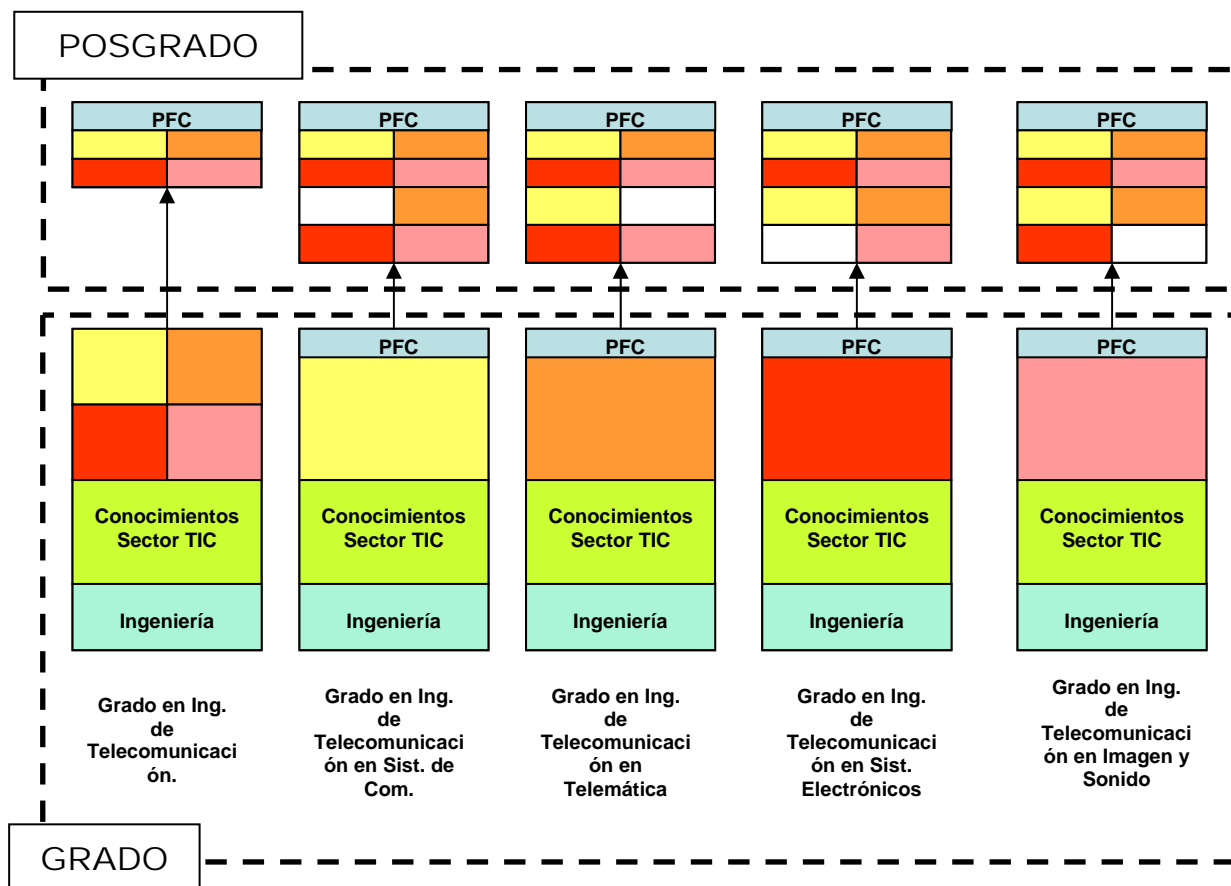 POSGRADO
PFC
PFC
PFC
PFC
PFC
PFC
PFC
PFC
PFC
Conocimientos
Sector TIC
Conocimientos
Sector TIC
Conocimientos
Sector TIC
Conocimientos
Sector TIC
Conocimientos
Sector TIC
Ingeniería
Ingeniería
Ingeniería
Ingeniería
Ingeniería
Grado en Ing.
de
Telecomunicaci
ón.
Grado en Ing.
de
Telecomunicaci
ón en Sist. de
Com.
Grado en Ing.
de
Telecomunicaci
ón en
Telemática
Grado en Ing.
de
Telecomunicaci
ón en Sist.
Electrónicos
Grado en Ing.
de
Telecomunicaci
ón en Imagen y
Sonido
GRADO